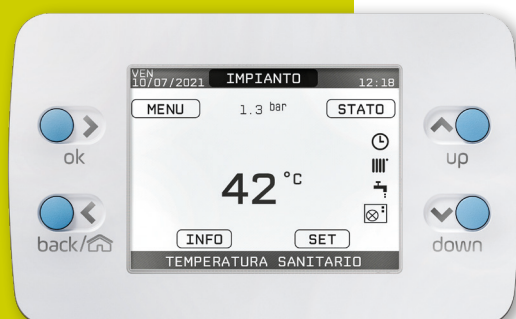 VEN
10/07/2021 IMPIANTO 12:18
MENU 1.3 bar STATO
ok
up
42 °C
back/
down
INFO SET
TEMPERATURA SANITARIO